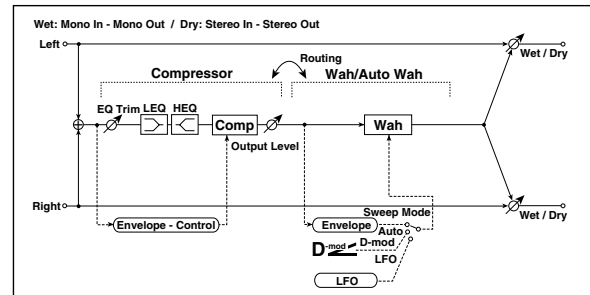 Wet: Mono In - Mono Out / Dry: Stereo In - Stereo Out
Left
Wet / Dry
Routing
Compressor
Wah/Auto Wah
EQ Trim
LEQ
HEQ
Comp
Output Level
Wah
Right
Wet / Dry
Sweep Mode
Envelope - Control
Envelope
Auto
D-mod
D-mod
LFO
LFO